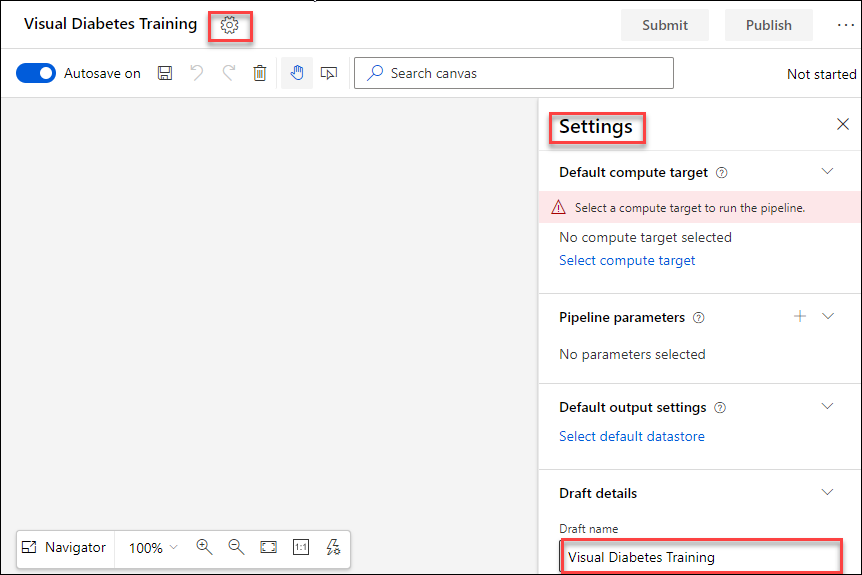 Visual Diabetes Training
Submit
Publish
Autosave on
Search canvas
Not started
Settings
Default compute target
Select a compute target to run the pipeline.
No compute target selected
Select compute target
Pipeline parameters
No parameters selected
Default output settings
Select default datastore
Draft details
Draft name
Visual Diabetes Training
Navigator
100%
1:1